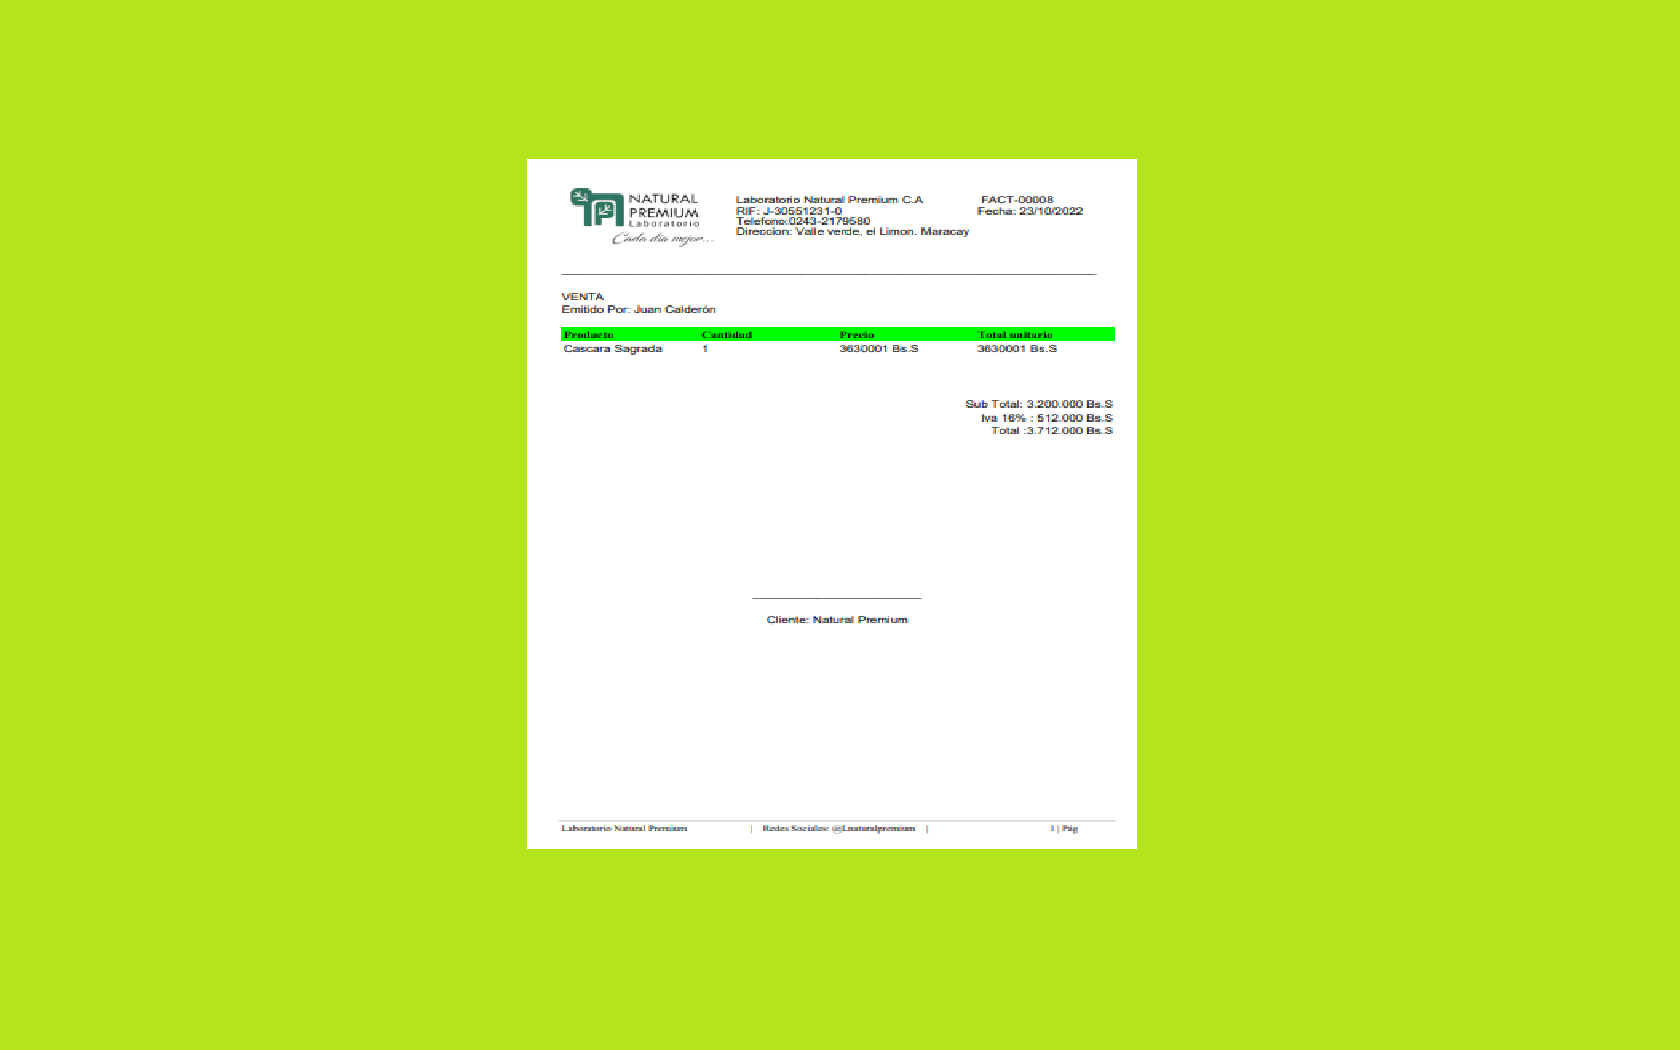 NATURAL
PREMIUM
Laboratorio
Cada día mejor...
Laboratorio Natural Premium C.A
RIF: J-30551231-0
Telefono:0243-2179580
Direccion: Valle verde, el Limon. Maracay
FACT-00008
Fecha: 23/10/2022
VENTA
Emitido Por: Juan Calderón
Producto Cantidad Precio Total unitario
Cascara Sagrada 1 3630001 Bs.S 3630001 Bs.S
Sub Total: 3.200.000 Bs.S
Iva 16% : 512.000 Bs.S
Total :3.712.000 Bs.S
Cliente: Natural Premium
Laboratorio Natural Premium | Redes Sociales: @Lnaturalpremium | 1 | Pág